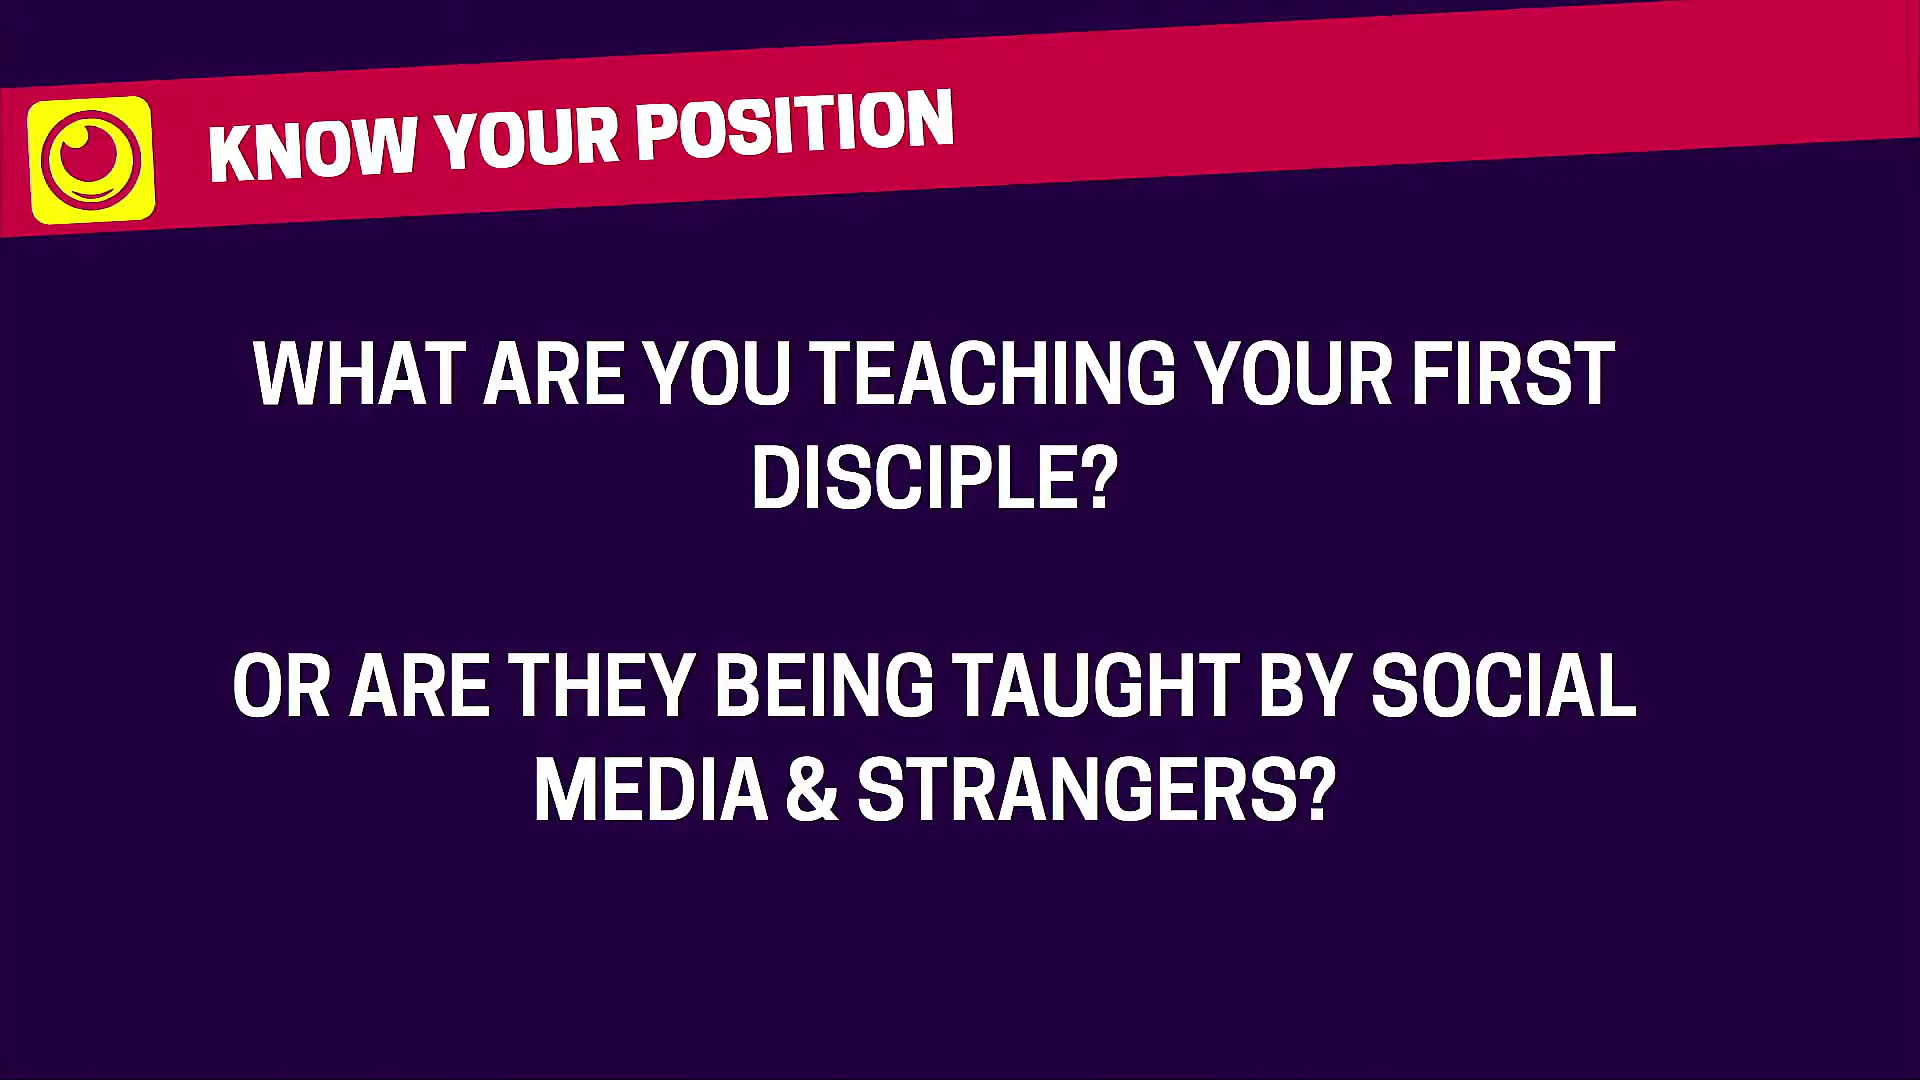 KNOW YOUR POSITION
WHAT ARE YOU TEACHING YOUR FIRST
DISCIPLE?
OR ARE THEY BEING TAUGHT BY SOCIAL
MEDIA & STRANGERS?